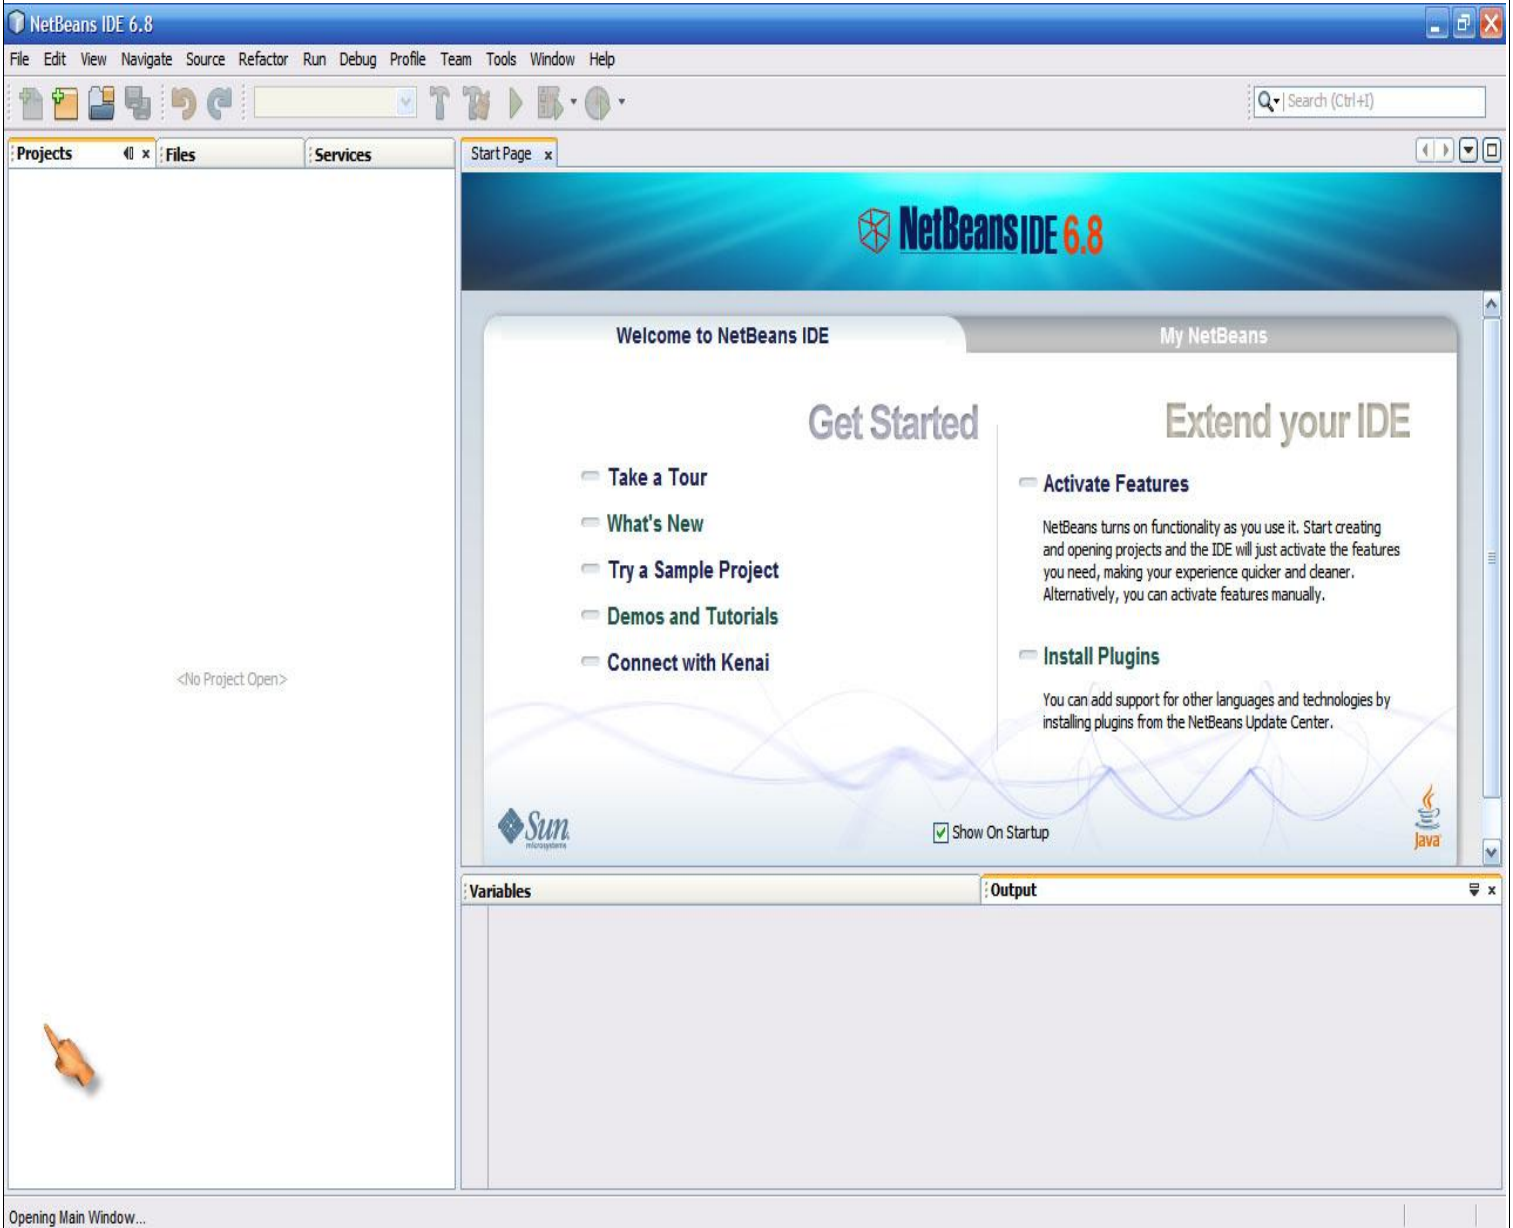 NetBeans IDE 6.8
File Edit View Navigate Source Refactor Run Debug Profile Team Tools Window Help
Search (Ctrl+I)
Projects Files Services Start Page
NetBeans IDE 6.8
Welcome to NetBeans IDE My NetBeans
Get Started
Take a Tour
What's New
Try a Sample Project
Demos and Tutorials
Connect with Kenai
Extend your IDE
Activate Features
NetBeans turns on functionality as you use it. Start creating
and opening projects and the IDE will just activate the features
you need, making your experience quicker and cleaner.
Alternatively, you can activate features manually.
Install Plugins
You can add support for other languages and technologies by
installing plugins from the NetBeans Update Center.
<No Project Open>
Sun
microsystems
Show On Startup
Java
Variables Output
Opening Main Window...